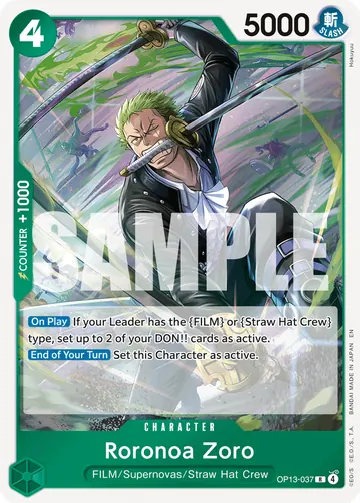 4
5000
斬
SLASH
Hokuyuu
COUNTER +1000
SAMPLE
On Play If your Leader has the {FILM} or {Straw Hat Crew}
type, set up to 2 of your DON!! cards as active.
End of Your Turn Set this Character as active.
CHARACTER
Roronoa Zoro
FILM/Supernovas/Straw Hat Crew
OP13-037 R 4
©E.O/S. ©E.O./S., T.A. BANDAI MADE IN JAPAN EN